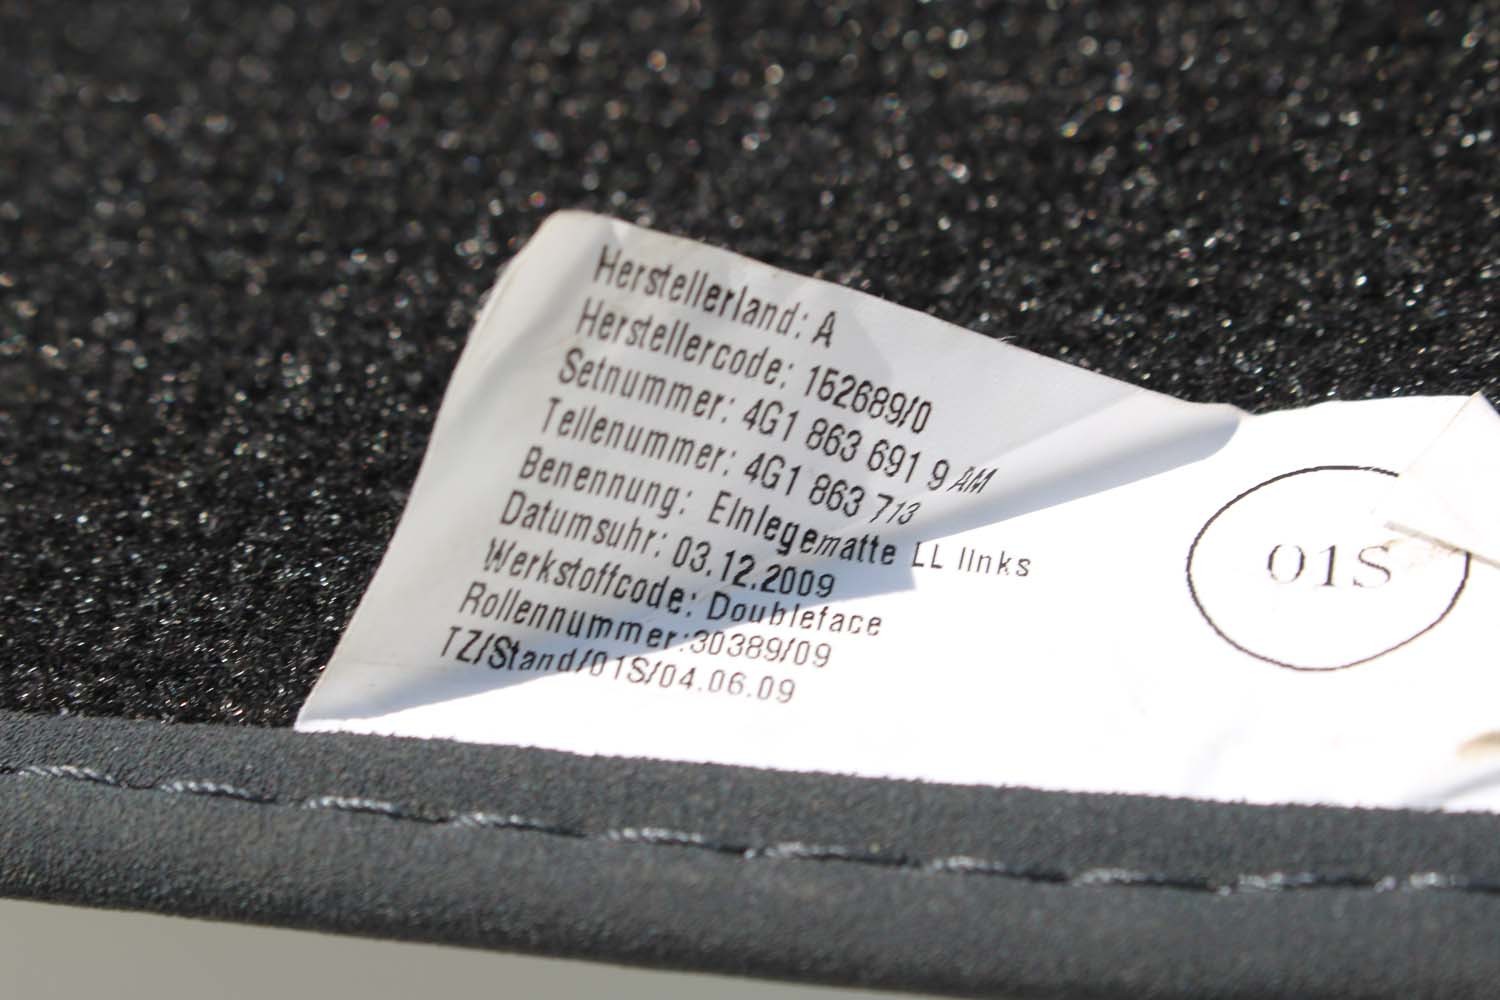 Herstellerland: A
Herstellercode: 152689/0
Setnummer: 4G1 863 691 9 AM
Teilenummer: 4G1 863 713
Benennung: Einlegematte LL links
Datumsuhr: 03.12.2009
Werkstoffcode: Doubleface
Rollennummer:30389/09
TZ/Stand/01S/04.06.09
01S